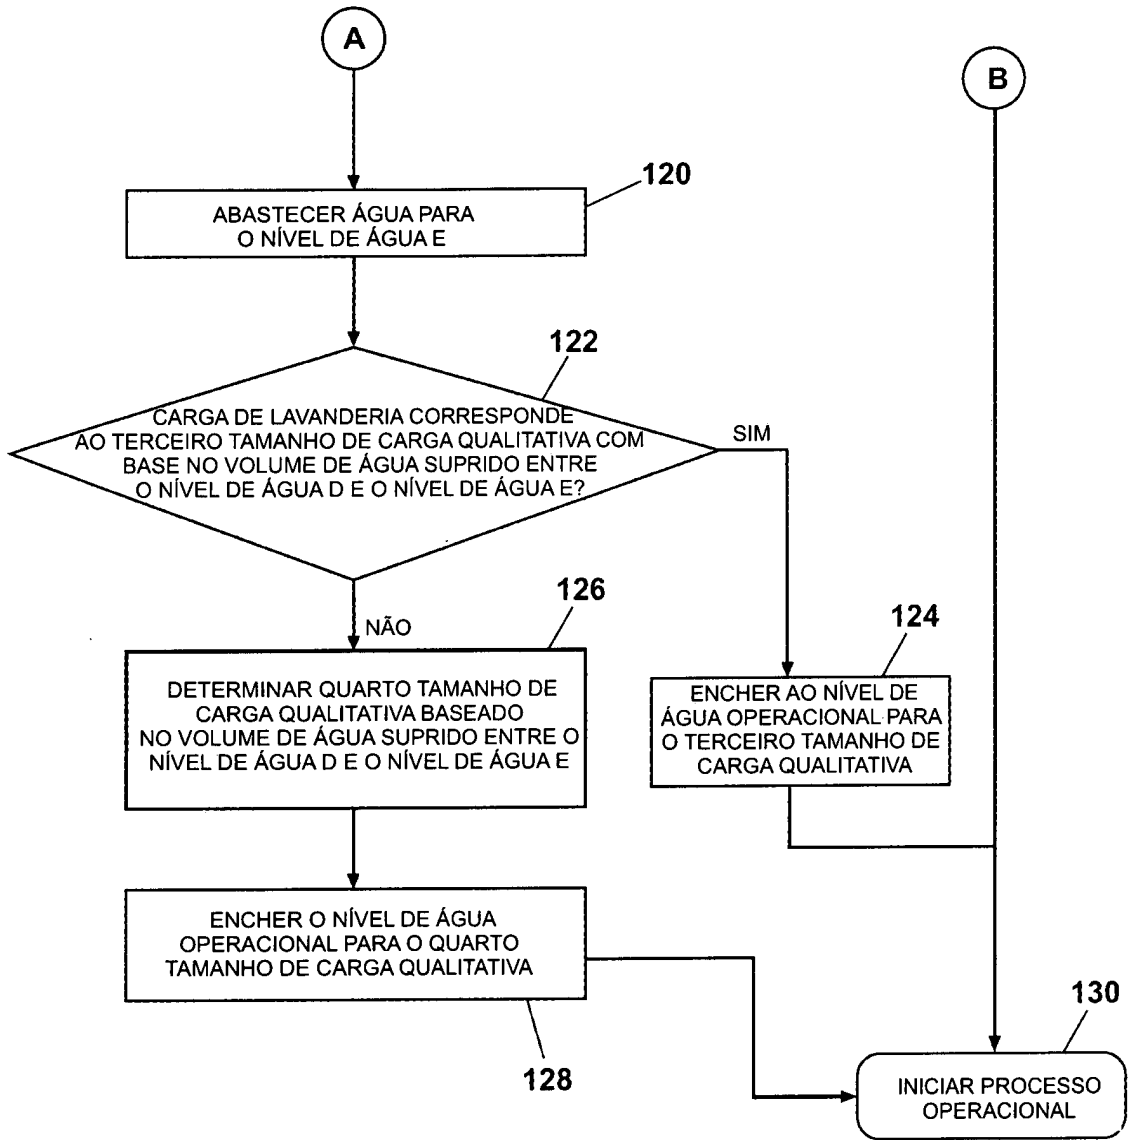 A
B
120
ABASTECER ÁGUA PARA
O NÍVEL DE ÁGUA E
122
CARGA DE LAVANDERIA CORRESPONDE
AO TERCEIRO TAMANHO DE CARGA QUALITATIVA COM
BASE NO VOLUME DE ÁGUA SUPRIDO ENTRE
O NÍVEL DE ÁGUA D E O NÍVEL DE ÁGUA E?
SIM
NÃO
126
DETERMINAR QUARTO TAMANHO DE
CARGA QUALITATIVA BASEADO
NO VOLUME DE ÁGUA SUPRIDO ENTRE O
NÍVEL DE ÁGUA D E O NÍVEL DE ÁGUA E
124
ENCHER AO NÍVEL DE
ÁGUA OPERACIONAL PARA
O TERCEIRO TAMANHO DE
CARGA QUALITATIVA
ENCHER O NÍVEL DE ÁGUA
OPERACIONAL PARA O QUARTO
TAMANHO DE CARGA QUALITATIVA
128
130
INICIAR PROCESSO
OPERACIONAL